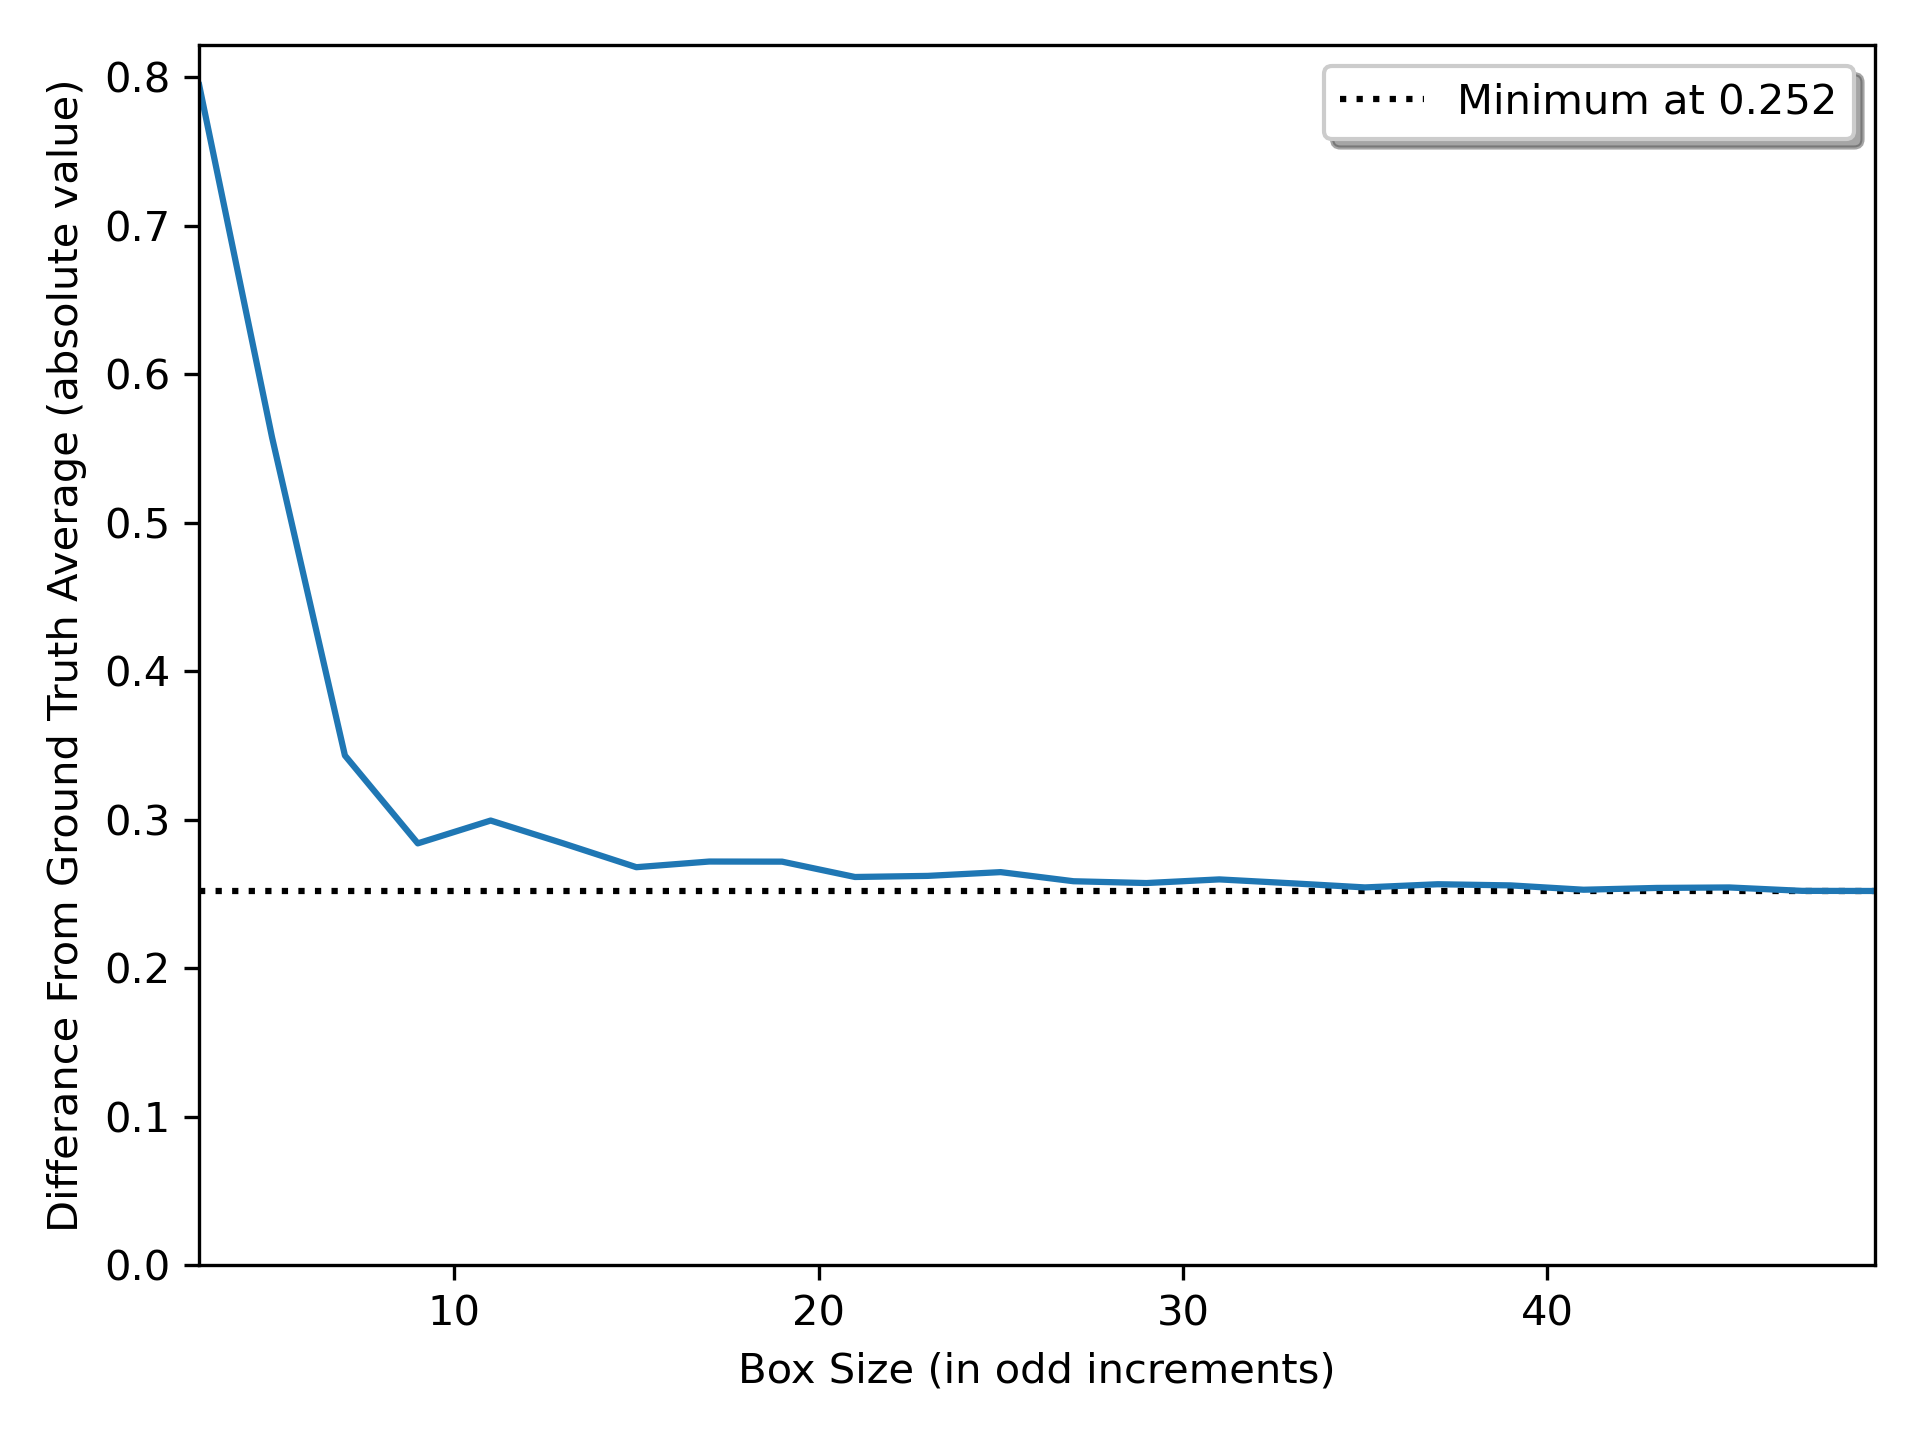 Differance From Ground Truth Average (absolute value)
0.8
0.7
0.6
0.5
0.4
0.3
0.2
0.1
0.0
Minimum at 0.252
10 20 30 40
Box Size (in odd increments)